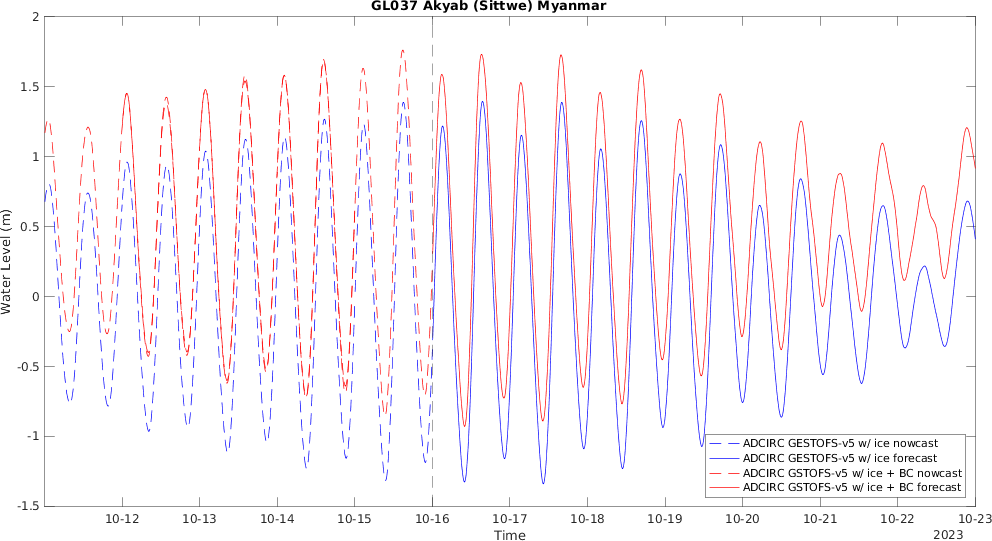 GL037 Akyab (Sittwe) Myanmar
2
1.5
1
0.5
0
-0.5
-1
-1.5
Water Level (m)
10-12 10-13 10-14 10-15 10-16 10-17 10-18 10-19 10-20 10-21 10-22 10-23
Time
2023
ADCIRC GESTOFS-v5 w/ ice nowcast
ADCIRC GESTOFS-v5 w/ ice forecast
ADCIRC GSTOFS-v5 w/ ice + BC nowcast
ADCIRC GSTOFS-v5 w/ ice + BC forecast